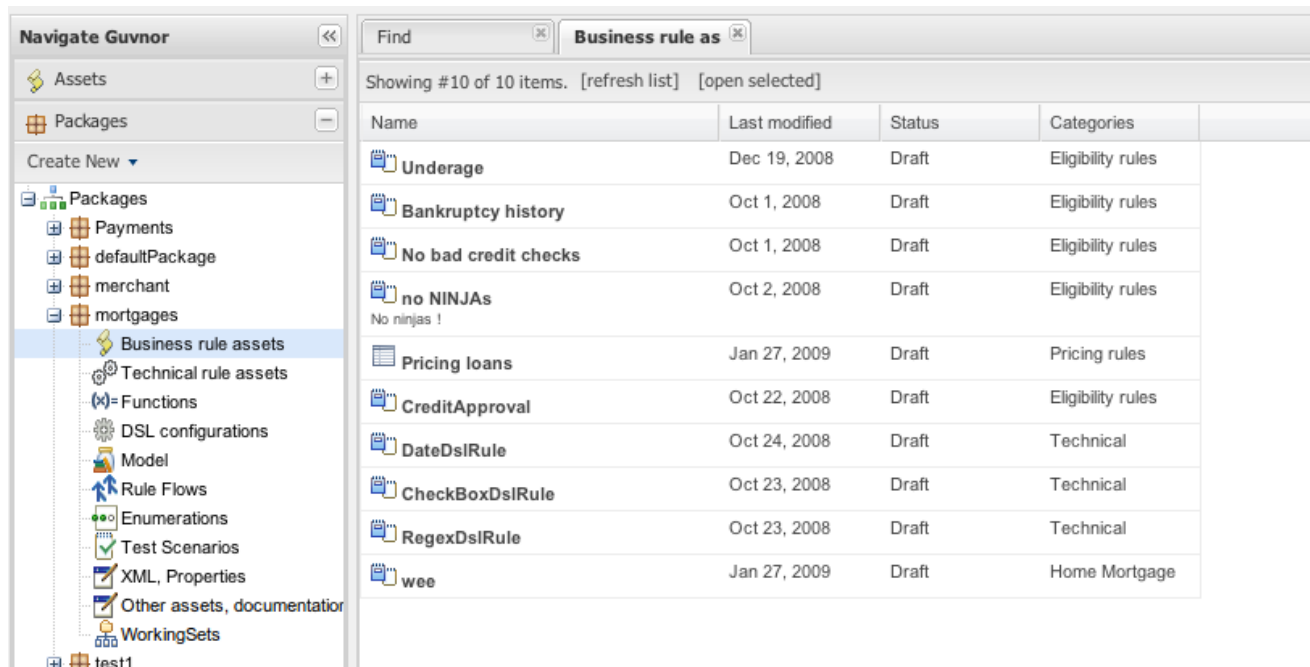 Navigate Guvnor
Assets
Packages
Create New
Packages
Payments
defaultPackage
merchant
mortgages
Business rule assets
Technical rule assets
(x)= Functions
DSL configurations
Model
Rule Flows
Enumerations
Test Scenarios
XML, Properties
Other assets, documentation
WorkingSets
test1
Find Business rule as
Showing #10 of 10 items. [refresh list] [open selected]
Name Last modified Status Categories
Underage Dec 19, 2008 Draft Eligibility rules
Bankruptcy history Oct 1, 2008 Draft Eligibility rules
No bad credit checks Oct 1, 2008 Draft Eligibility rules
no NINJAs Oct 2, 2008 Draft Eligibility rules
No ninjas !
Pricing loans Jan 27, 2009 Draft Pricing rules
CreditApproval Oct 22, 2008 Draft Eligibility rules
DateDslRule Oct 24, 2008 Draft Technical
CheckBoxDslRule Oct 23, 2008 Draft Technical
RegexDslRule Oct 23, 2008 Draft Technical
wee Jan 27, 2009 Draft Home Mortgage